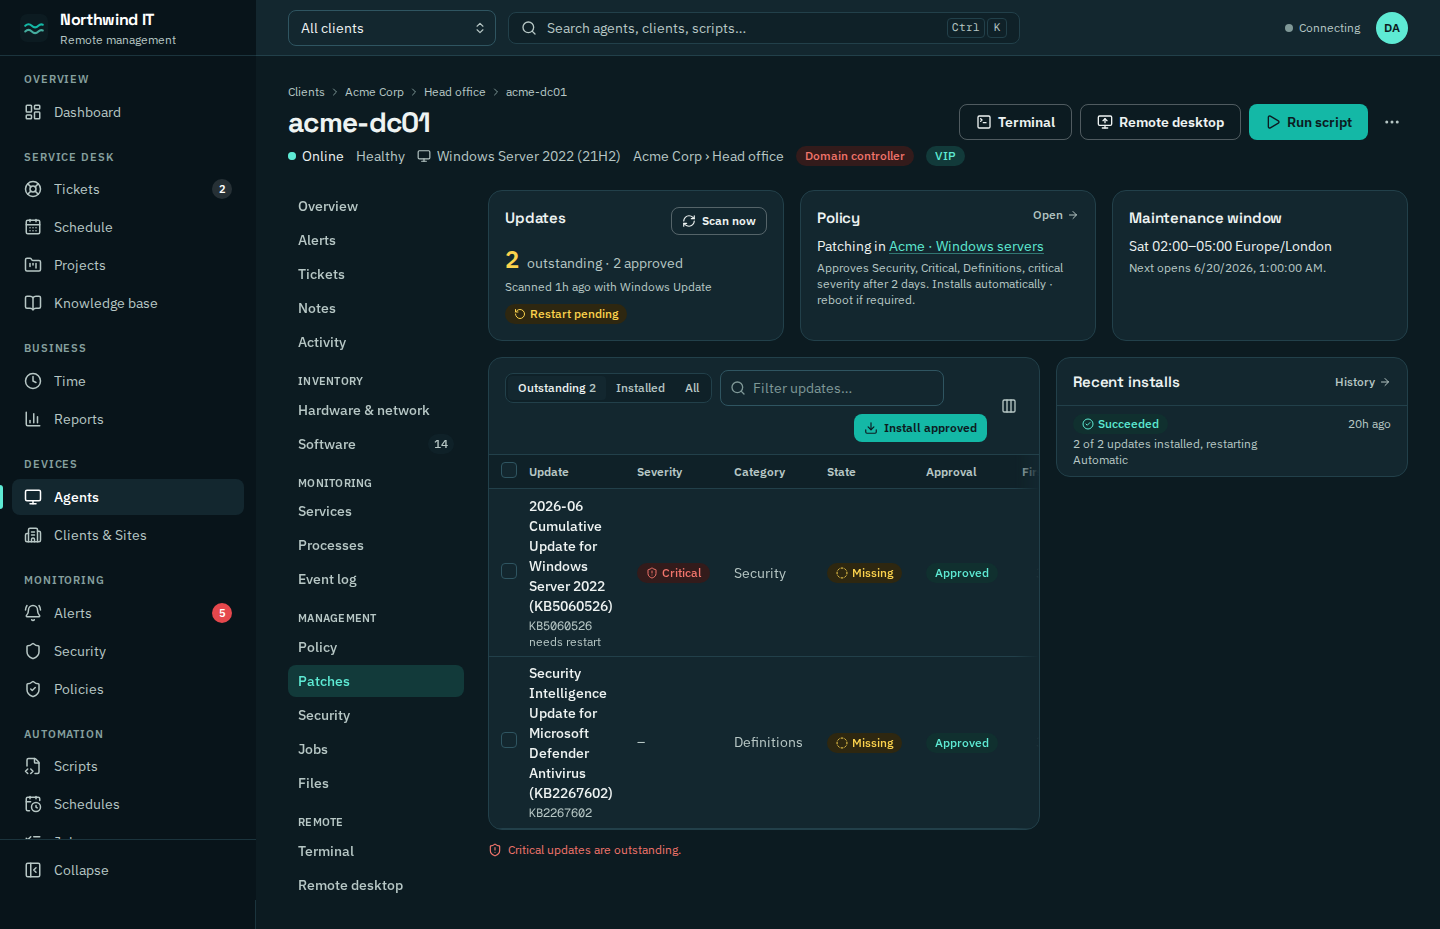 Northwind IT
Remote management
OVERVIEW
Dashboard
SERVICE DESK
Tickets 2
Schedule
Projects
Knowledge base
BUSINESS
Time
Reports
DEVICES
Agents
Clients & Sites
MONITORING
Alerts 5
Security
Policies
AUTOMATION
Scripts
Schedules
Collapse
All clients
Search agents, clients, scripts...
Ctrl K
Connecting
DA
Clients > Acme Corp > Head office > acme-dc01
acme-dc01
Terminal
Remote desktop
Run script
Online Healthy Windows Server 2022 (21H2) Acme Corp › Head office Domain controller VIP
Overview
Alerts
Tickets
Notes
Activity
INVENTORY
Hardware & network
Software 14
MONITORING
Services
Processes
Event log
MANAGEMENT
Policy
Patches
Security
Jobs
Files
REMOTE
Terminal
Remote desktop
Updates
Scan now
2 outstanding · 2 approved
Scanned 1h ago with Windows Update
Restart pending
Policy
Open →
Patching in Acme · Windows servers
Approves Security, Critical, Definitions, critical
severity after 2 days. Installs automatically ·
reboot if required.
Maintenance window
Sat 02:00–05:00 Europe/London
Next opens 6/20/2026, 1:00:00 AM.
Outstanding 2 Installed All
Filter updates...
Install approved
Update Severity Category State Approval
2026-06
Cumulative
Update for
Windows
Server 2022
(KB5060526)
KB5060526
needs restart
Critical Security Missing Approved
Security
Intelligence
Update for
Microsoft
Defender
Antivirus
(KB2267602)
KB2267602
– Definitions Missing Approved
Critical updates are outstanding.
Recent installs
History →
Succeeded 20h ago
2 of 2 updates installed, restarting
Automatic